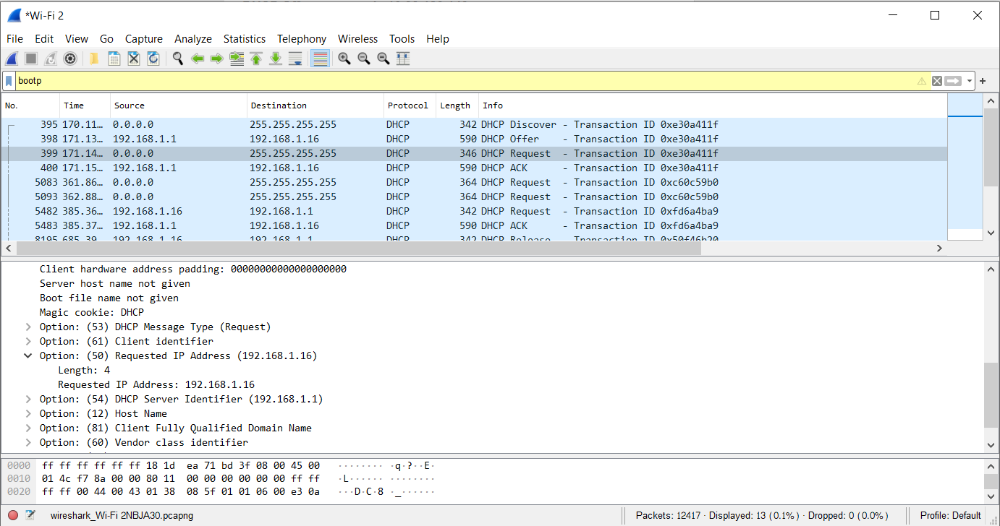 *Wi-Fi 2
File Edit View Go Capture Analyze Statistics Telephony Wireless Tools Help
bootp
No. Time Source Destination Protocol Length Info
395 170.11… 0.0.0.0 255.255.255.255 DHCP 342 DHCP Discover - Transaction ID 0xe30a411f
398 171.13… 192.168.1.1 192.168.1.16 DHCP 590 DHCP Offer - Transaction ID 0xe30a411f
399 171.14… 0.0.0.0 255.255.255.255 DHCP 346 DHCP Request - Transaction ID 0xe30a411f
400 171.15… 192.168.1.1 192.168.1.16 DHCP 590 DHCP ACK - Transaction ID 0xe30a411f
5083 361.86… 0.0.0.0 255.255.255.255 DHCP 364 DHCP Request - Transaction ID 0xc60c59b0
5093 362.88… 0.0.0.0 255.255.255.255 DHCP 364 DHCP Request - Transaction ID 0xc60c59b0
5482 385.36… 192.168.1.16 192.168.1.1 DHCP 342 DHCP Request - Transaction ID 0xfd6a4ba9
5483 385.37… 192.168.1.1 192.168.1.16 DHCP 590 DHCP ACK - Transaction ID 0xfd6a4ba9
8195 685.39… 192.168.1.16 192.168.1.1 DHCP 342 DHCP Release - Transaction ID 0x50f46b20
Client hardware address padding: 00000000000000000000
Server host name not given
Boot file name not given
Magic cookie: DHCP
Option: (53) DHCP Message Type (Request)
Option: (61) Client identifier
Option: (50) Requested IP Address (192.168.1.16)
Length: 4
Requested IP Address: 192.168.1.16
Option: (54) DHCP Server Identifier (192.168.1.1)
Option: (12) Host Name
Option: (81) Client Fully Qualified Domain Name
Option: (60) Vendor class identifier
0000 ff ff ff ff ff ff 18 1d ea 71 bd 3f 08 00 45 00 ········ ·q·?··E·
0010 01 4c f7 8a 00 00 80 11 00 00 00 00 00 00 ff ff ·L······ ········
0020 ff ff 00 44 00 43 01 38 08 5f 01 01 06 00 e3 0a ···D·C·8 ·_······
wireshark_Wi-Fi 2NBJA30.pcapng Packets: 12417 · Displayed: 13 (0.1%) · Dropped: 0 (0.0%) Profile: Default